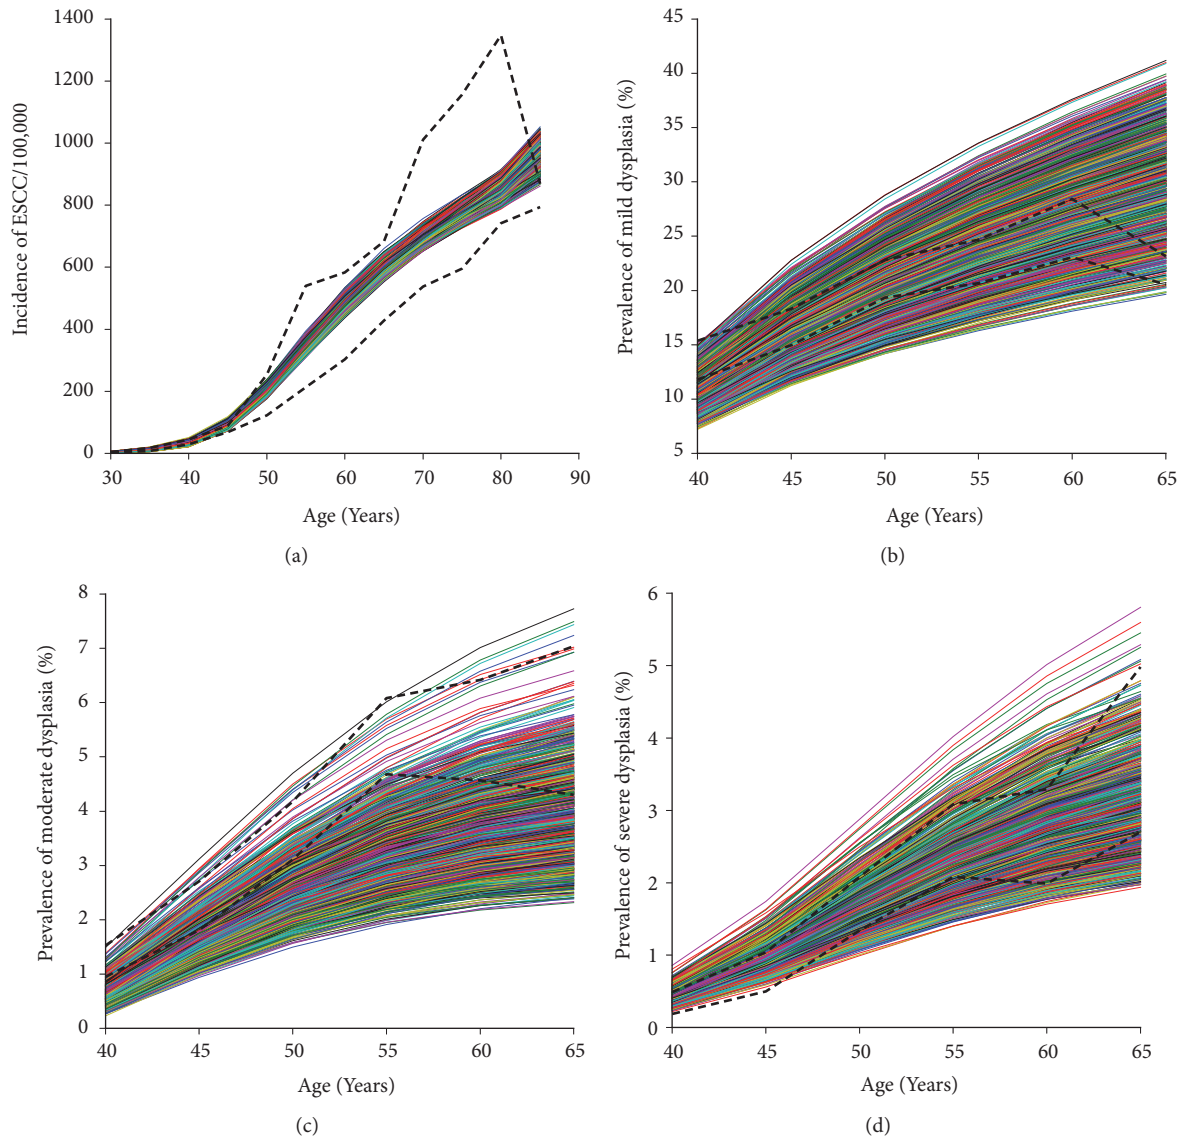 1400
1200
1000
800
600
400
200
0
30 40 50 60 70 80 90
Incidence of ESCC/100,000
Age (Years)
(a)
45
40
35
30
25
20
15
10
5
40 45 50 55 60 65
Prevalence of mild dysplasia (%)
Age (Years)
(b)
8
7
6
5
4
3
2
1
0
40 45 50 55 60 65
Prevalence of moderate dysplasia (%)
Age (Years)
(c)
6
5
4
3
2
1
0
40 45 50 55 60 65
Prevalence of severe dysplasia (%)
Age (Years)
(d)